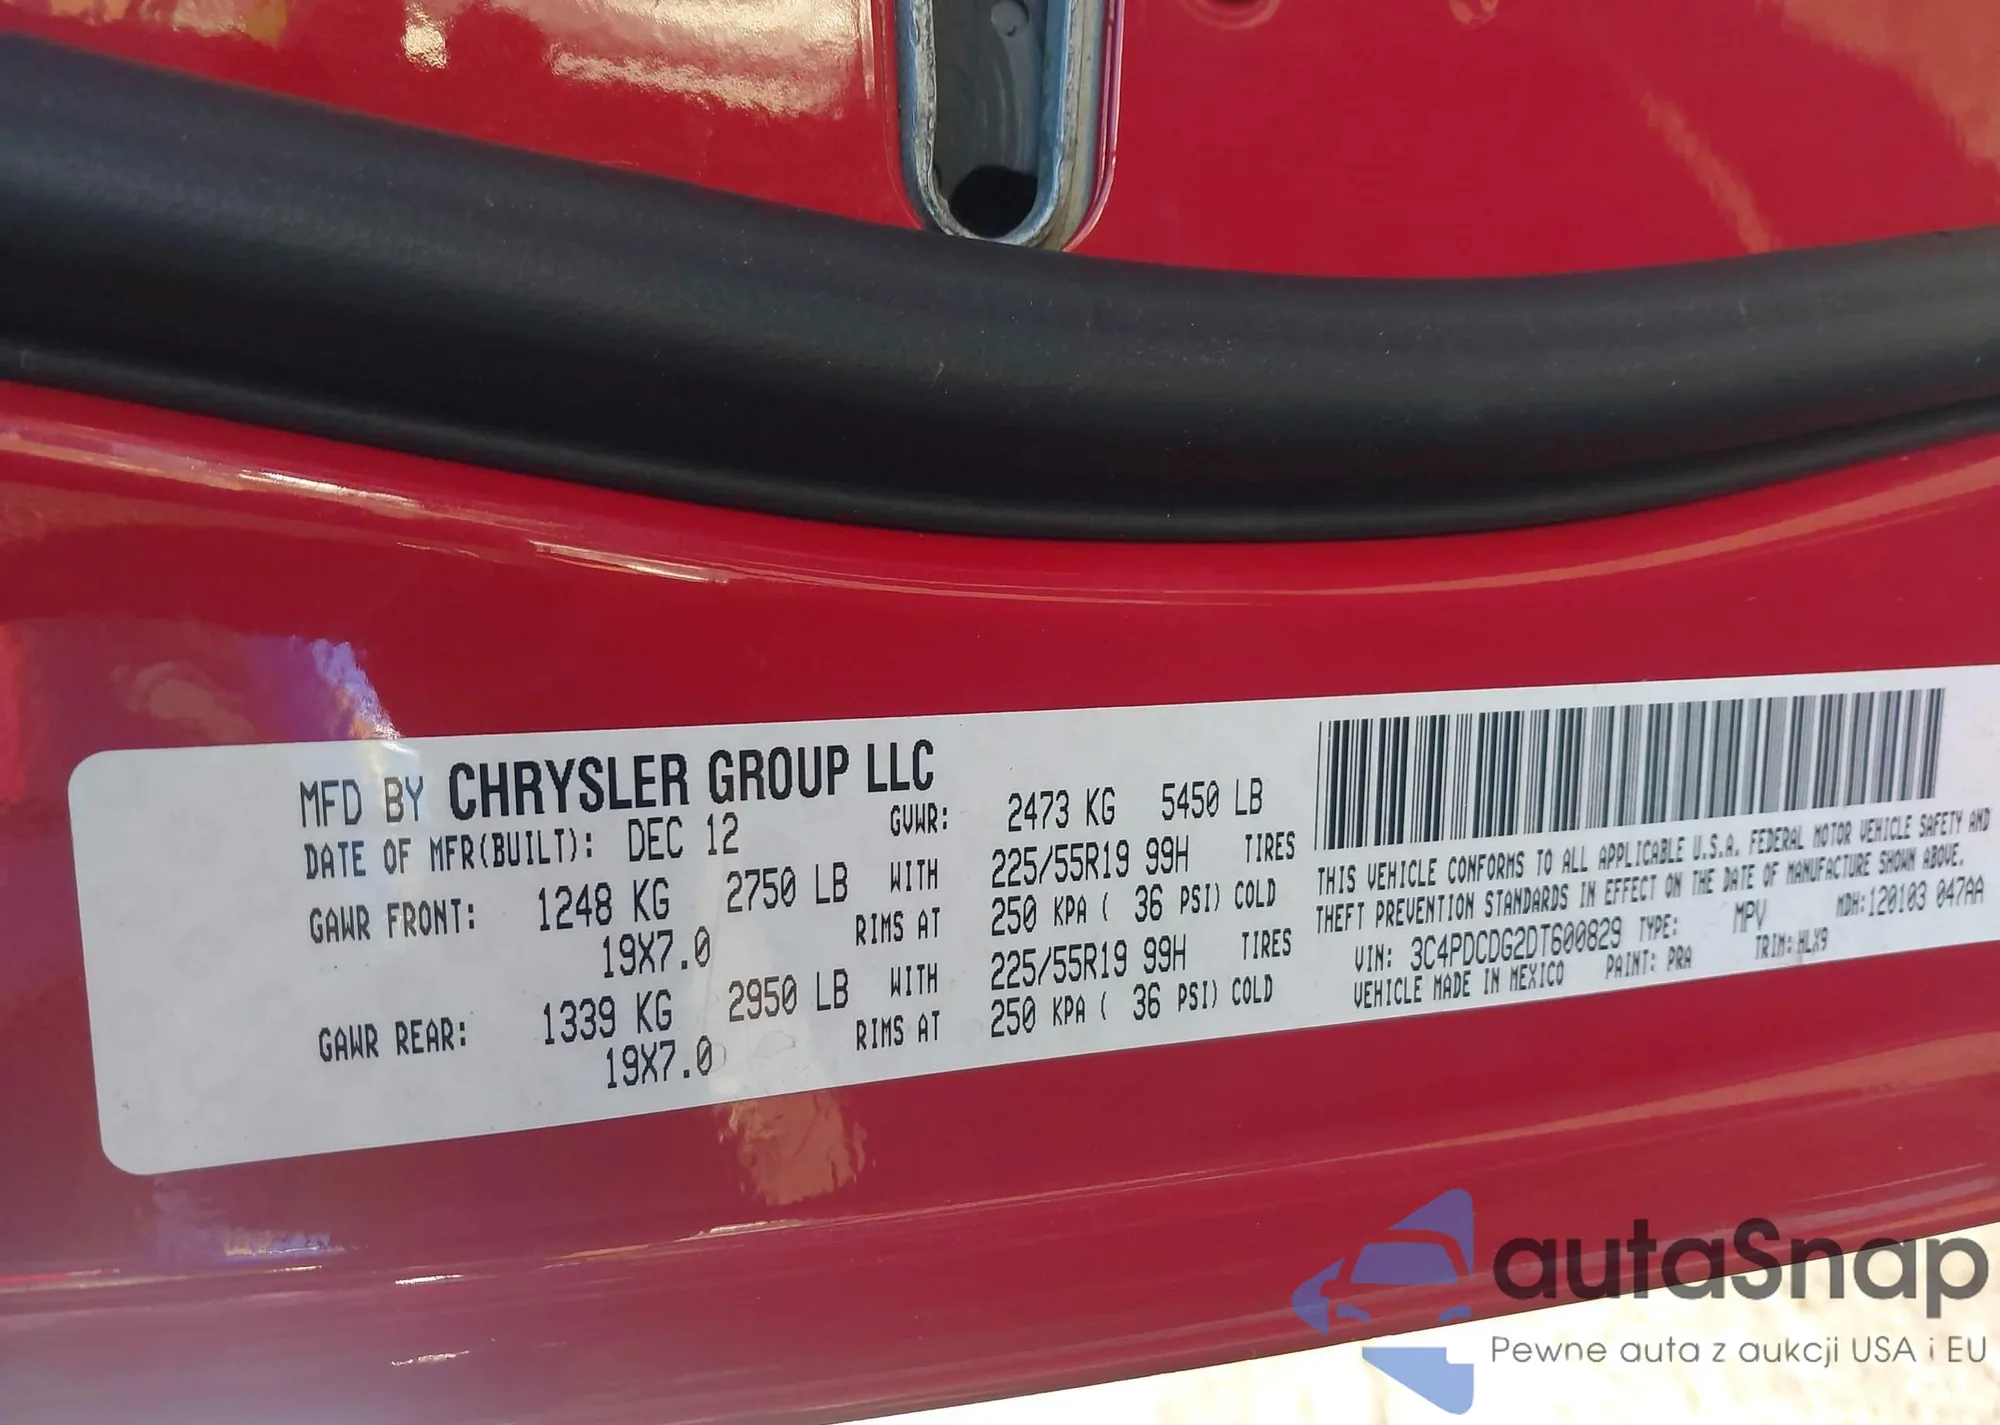 MFD BY CHRYSLER GROUP LLC
DATE OF MFR(BUILT): DEC 12 GVWR: 2473 KG 5450 LB
GAWR FRONT: 1248 KG 2750 LB WITH 225/55R19 99H TIRES
19X7.0 RIMS AT 250 KPA ( 36 PSI) COLD
GAWR REAR: 1339 KG 2950 LB WITH 225/55R19 99H TIRES
19X7.0 RIMS AT 250 KPA ( 36 PSI) COLD
THIS VEHICLE CONFORMS TO ALL APPLICABLE U.S.A. FEDERAL MOTOR VEHICLE SAFETY AND
THEFT PREVENTION STANDARDS IN EFFECT ON THE DATE OF MANUFACTURE SHOWN ABOVE.
VIN: 3C4PDCDG2DT600829 TYPE: MPV MDH:120103 047AA
VEHICLE MADE IN MEXICO PAINT: PRA TRIM: HLX9
autaSnap
Pewne auta z aukcji USA i EU